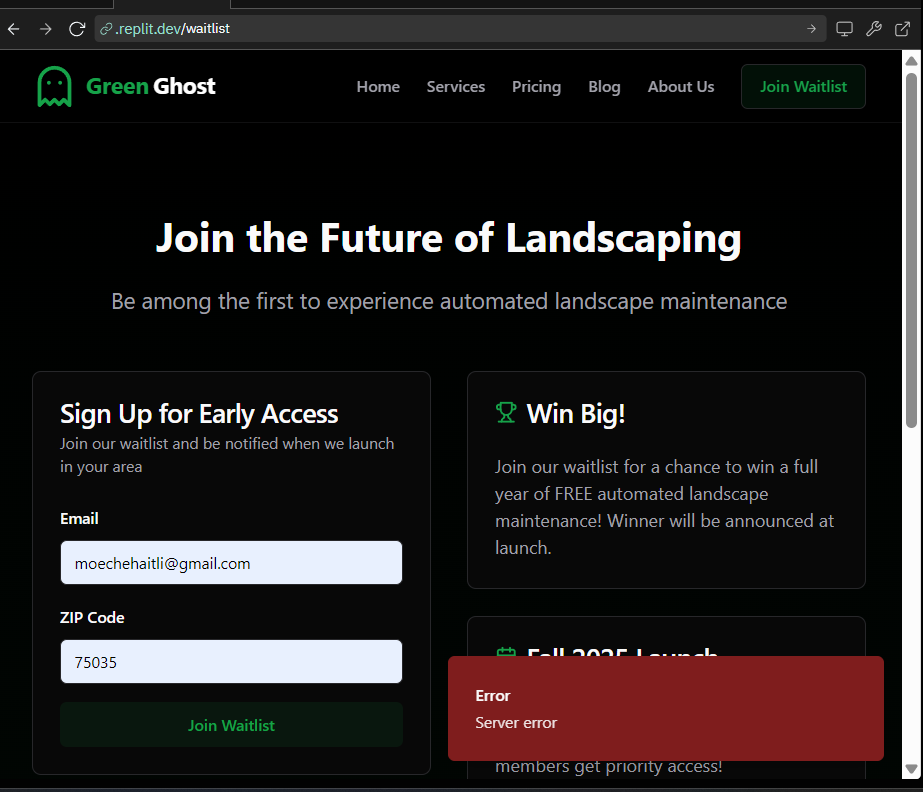 .replit.dev/waitlist
Green Ghost
Home Services Pricing Blog About Us Join Waitlist
Join the Future of Landscaping
Be among the first to experience automated landscape maintenance
Sign Up for Early Access
Join our waitlist and be notified when we launch
in your area
Email
moechehaitli@gmail.com
ZIP Code
75035
Join Waitlist
Win Big!
Join our waitlist for a chance to win a full
year of FREE automated landscape
maintenance! Winner will be announced at
launch.
Fall 2025 Launch
Error
Server error
members get priority access!